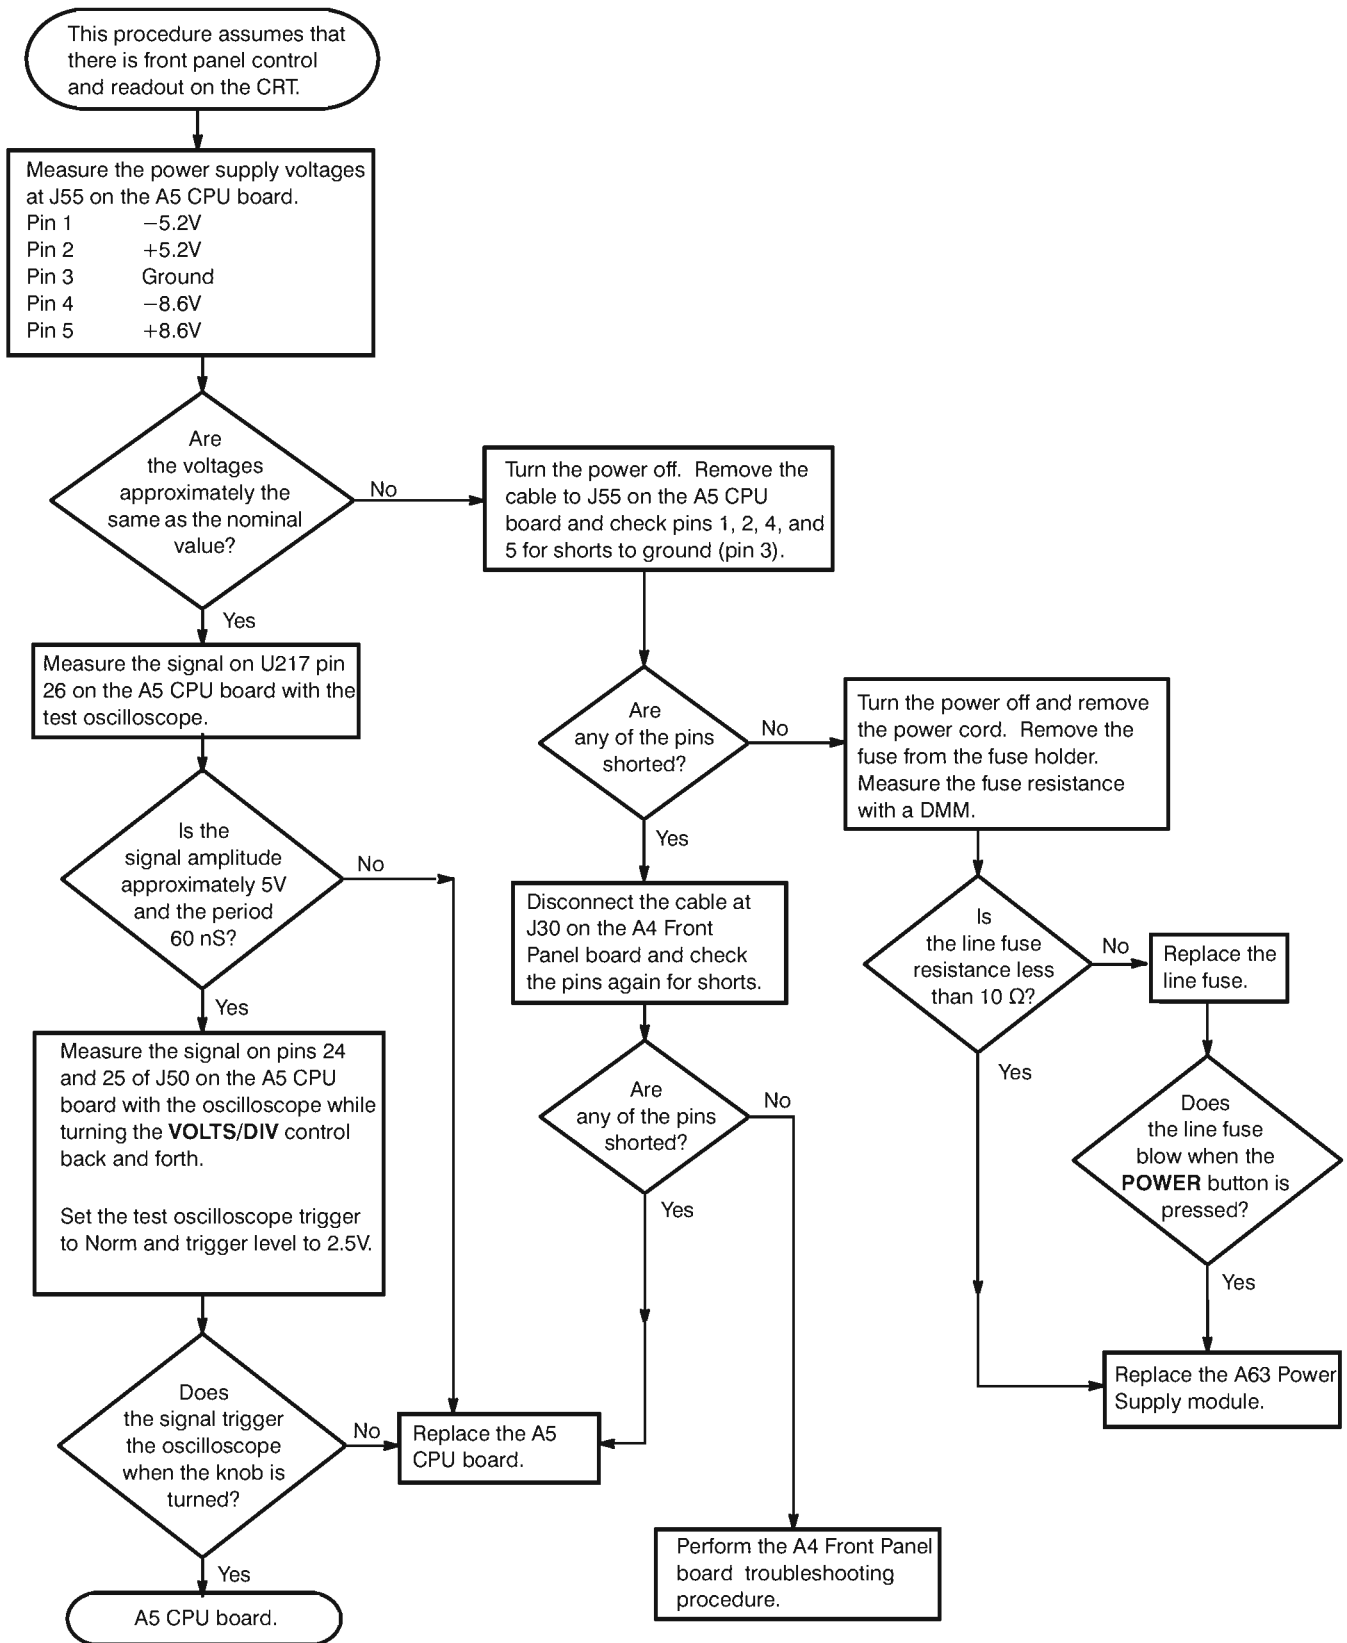 This procedure assumes that
there is front panel control
and readout on the CRT.
Measure the power supply voltages
at J55 on the A5 CPU board.
Pin 1 −5.2V
Pin 2 +5.2V
Pin 3 Ground
Pin 4 −8.6V
Pin 5 +8.6V
Are
the voltages
approximately the
same as the nominal
value?
No
Yes
Turn the power off. Remove the
cable to J55 on the A5 CPU
board and check pins 1, 2, 4, and
5 for shorts to ground (pin 3).
Measure the signal on U217 pin
26 on the A5 CPU board with the
test oscilloscope.
Are
any of the pins
shorted?
No
Yes
Turn the power off and remove
the power cord. Remove the
fuse from the fuse holder.
Measure the fuse resistance
with a DMM.
Is the
signal amplitude
approximately 5V
and the period
60 nS?
No
Yes
Disconnect the cable at
J30 on the A4 Front
Panel board and check
the pins again for shorts.
Is
the line fuse
resistance less
than 10 Ω?
No
Yes
Replace the
line fuse.
Measure the signal on pins 24
and 25 of J50 on the A5 CPU
board with the oscilloscope while
turning the VOLTS/DIV control
back and forth.
Set the test oscilloscope trigger
to Norm and trigger level to 2.5V.
Are
any of the pins
shorted?
No
Yes
Does
the line fuse
blow when the
POWER button is
pressed?
Yes
Does
the signal trigger
the oscilloscope
when the knob is
turned?
No
Yes
Replace the A5
CPU board.
Replace the A63 Power
Supply module.
Perform the A4 Front Panel
board troubleshooting
procedure.
A5 CPU board.